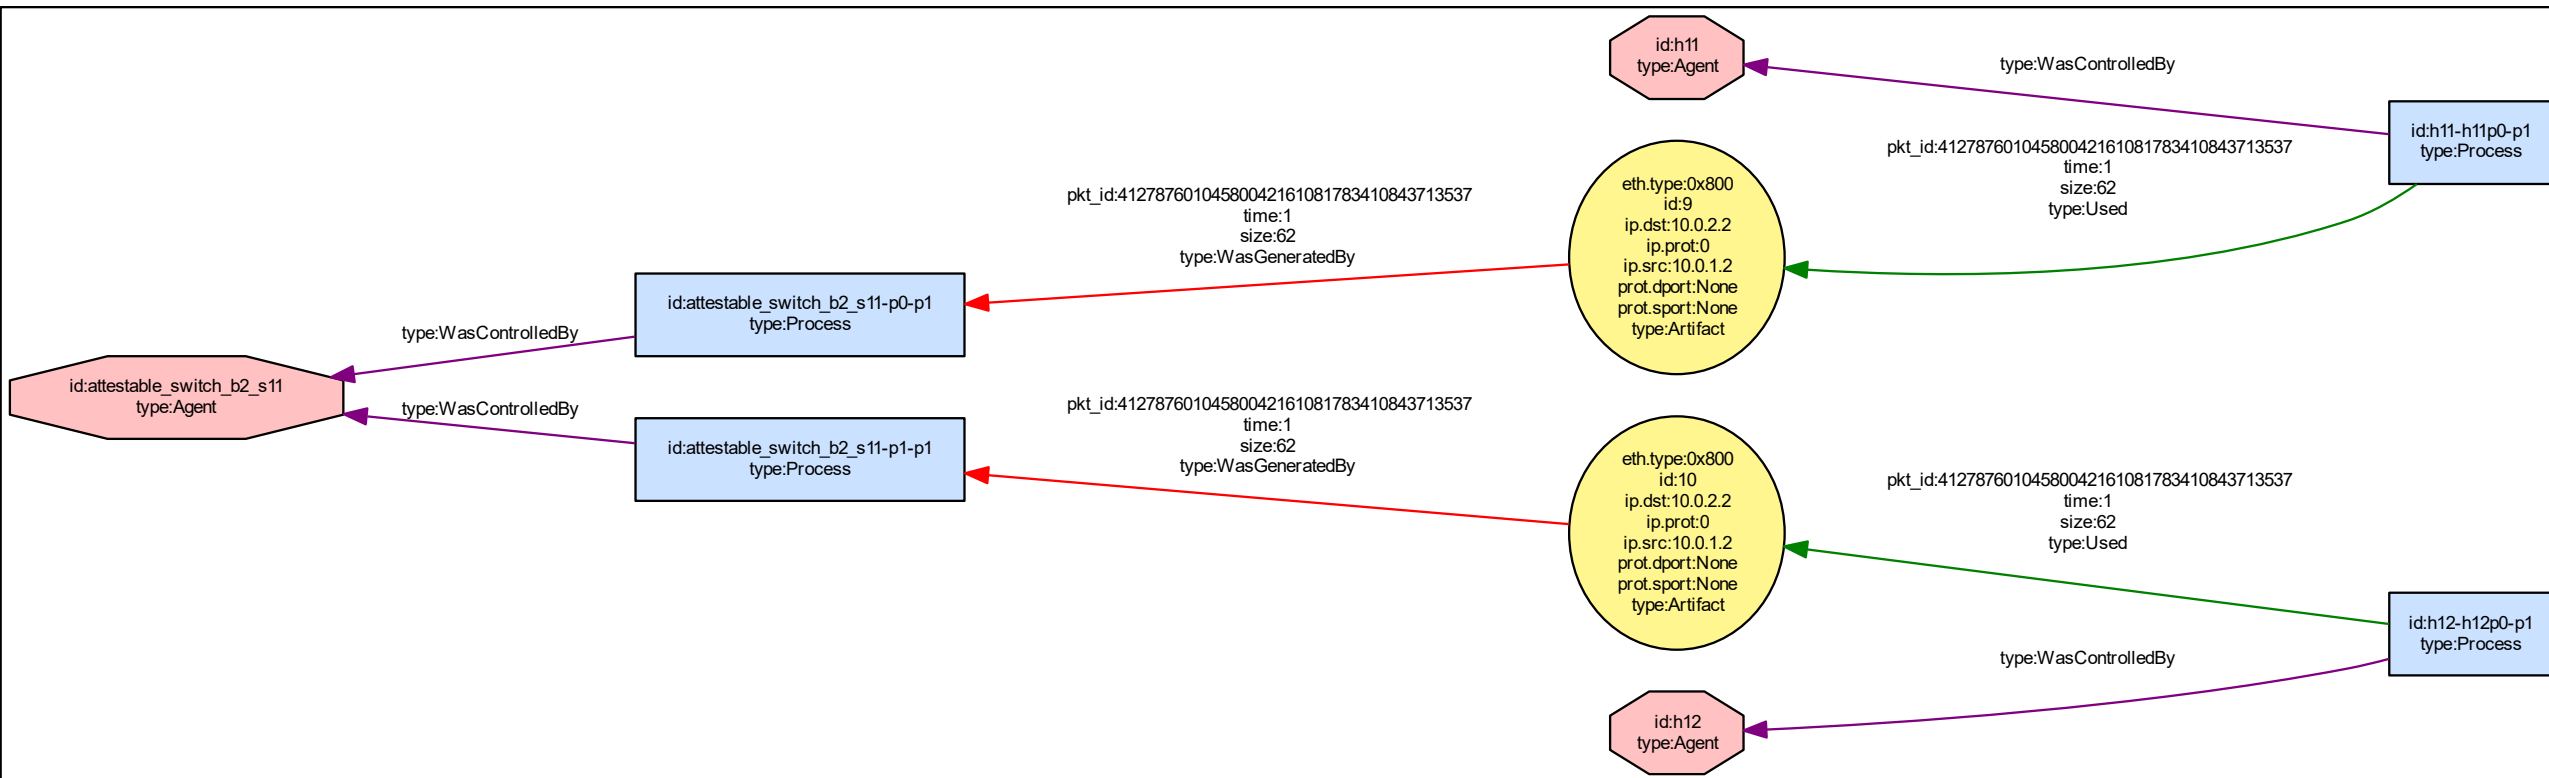 id:h11
type:Agent
type:WasControlledBy
id:h11-h11p0-p1
type:Process
pkt_id:41278760104580042161081783410843713537
time:1
size:62
type:Used
eth.type:0x800
id:9
ip.dst:10.0.2.2
ip.prot:0
ip.src:10.0.1.2
prot.dport:None
prot.sport:None
type:Artifact
pkt_id:41278760104580042161081783410843713537
time:1
size:62
type:WasGeneratedBy
id:attestable_switch_b2_s11-p0-p1
type:Process
type:WasControlledBy
id:attestable_switch_b2_s11
type:Agent
type:WasControlledBy
id:attestable_switch_b2_s11-p1-p1
type:Process
pkt_id:41278760104580042161081783410843713537
time:1
size:62
type:WasGeneratedBy
eth.type:0x800
id:10
ip.dst:10.0.2.2
ip.prot:0
ip.src:10.0.1.2
prot.dport:None
prot.sport:None
type:Artifact
pkt_id:41278760104580042161081783410843713537
time:1
size:62
type:Used
id:h12-h12p0-p1
type:Process
type:WasControlledBy
id:h12
type:Agent